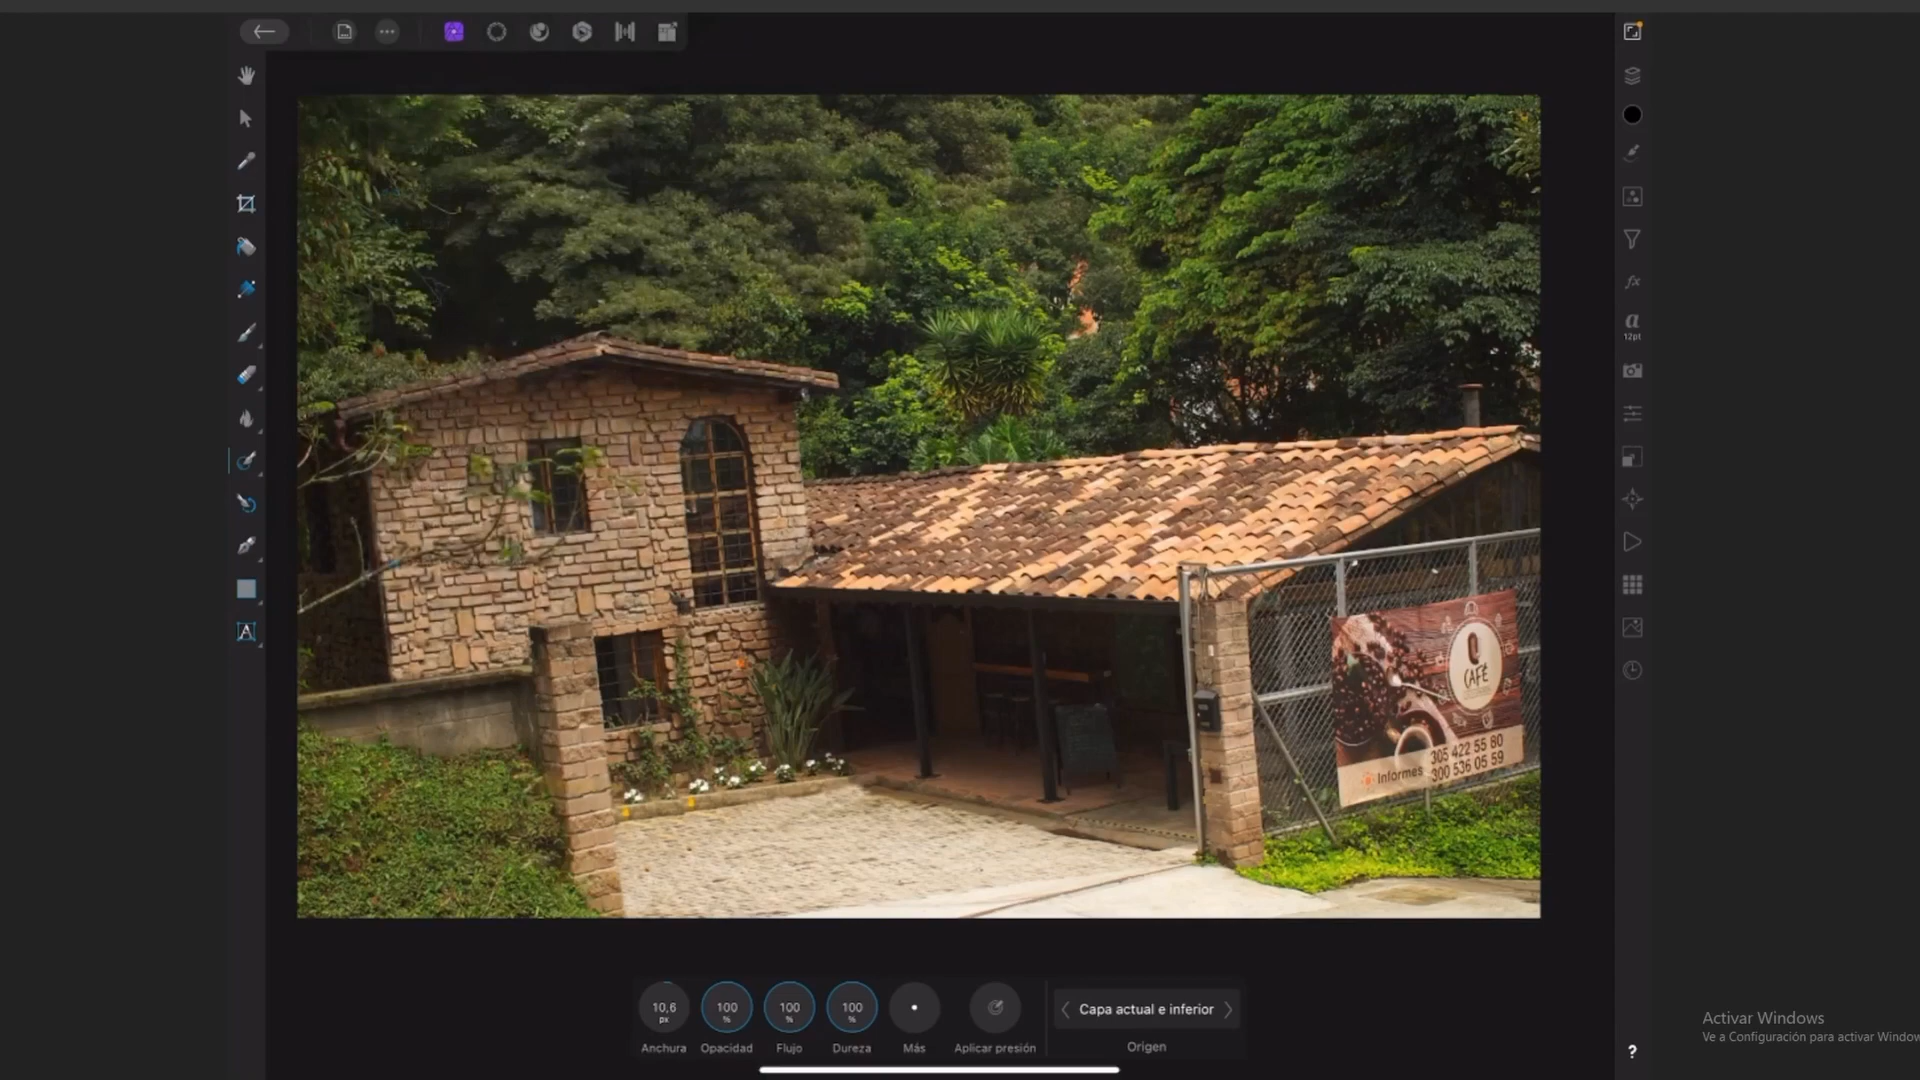 12pt
CAFÉ
305 422 55 80
Informes 300 536 05 59
10,6
px
100
%
100
%
100
%
Anchura
Opacidad
Flujo
Dureza
Más
Aplicar presión
Capa actual e inferior
Origen
Activar Windows
Ve a Configuración para activar Window
?